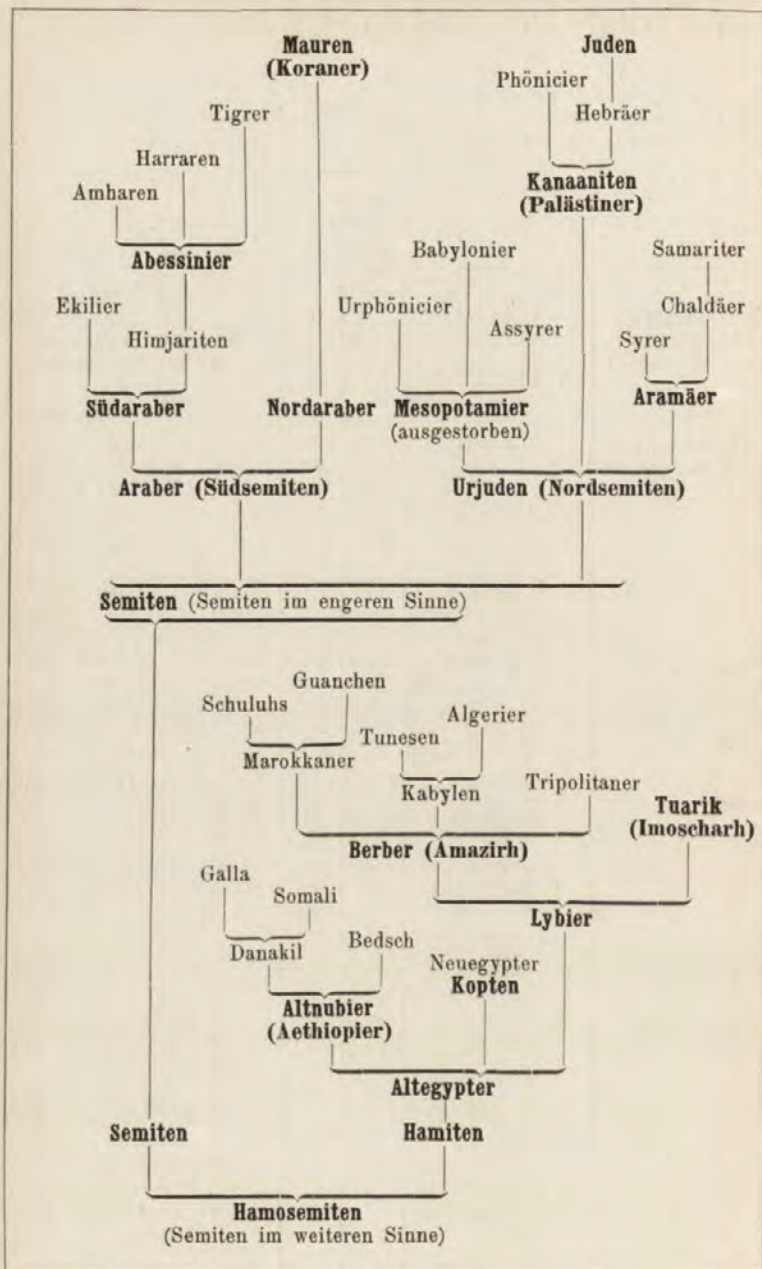 Mauren
(Koraner)
Juden
Phönicier
Hebräer
Tigrer
Harraren
Amharen
Kanaaniten
(Palästiner)
Abessinier
Babylonier
Samariter
Ekilier
Urphönicier
Chaldäer
Himjariten
Assyrer
Syrer
Südaraber
Nordaraber
Mesopotamier
(ausgestorben)
Aramäer
Araber (Südsemiten)
Urjuden (Nordsemiten)
Semiten (Semiten im engeren Sinne)
Guanchen
Schuluhs
Algerier
Tunesen
Marokkaner
Kabylen
Tripolitaner
Tuarik
(Imoscharh)
Berber (Amazirh)
Galla
Somali
Lybier
Danakil
Bedsch
Neuegypter
Kopten
Altnubier
(Aethiopier)
Altegypter
Semiten
Hamiten
Hamosemiten
(Semiten im weiteren Sinne)